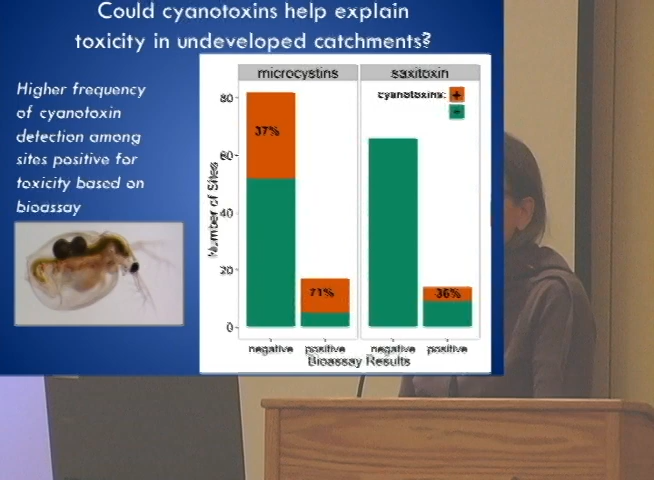 Could cyanotoxins help explain
toxicity in undeveloped catchments?
Higher frequency
of cyanotoxin
detection among
sites positive for
toxicity based on
bioassay
microcystins
saxitoxin
cyanotoxins: +
-
80
60
40
20
0
Number of Sites
37%
71%
36%
negative positive negative positive
Bioassay Results